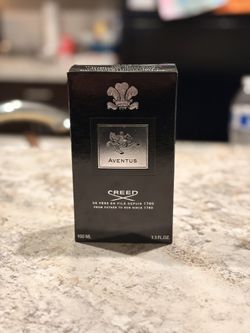 AVENTUS
CREED
DE PÈRE EN FILS DEPUIS 1760
FROM FATHER TO SON SINCE 1760
100 ML
3.3 FL.OZ.